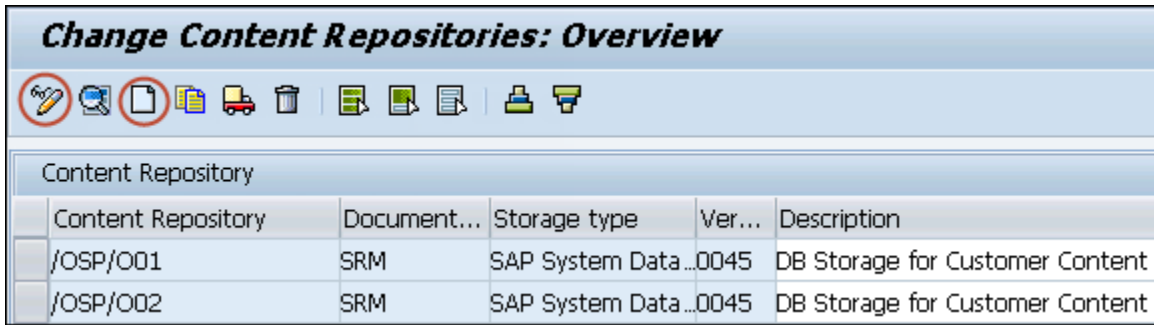 Change Content Repositories: Overview
Content Repository
Content Repository Document... Storage type Ver... Description
/OSP/O01 SRM SAP System Data...0045 DB Storage for Customer Content
/OSP/O02 SRM SAP System Data...0045 DB Storage for Customer Content